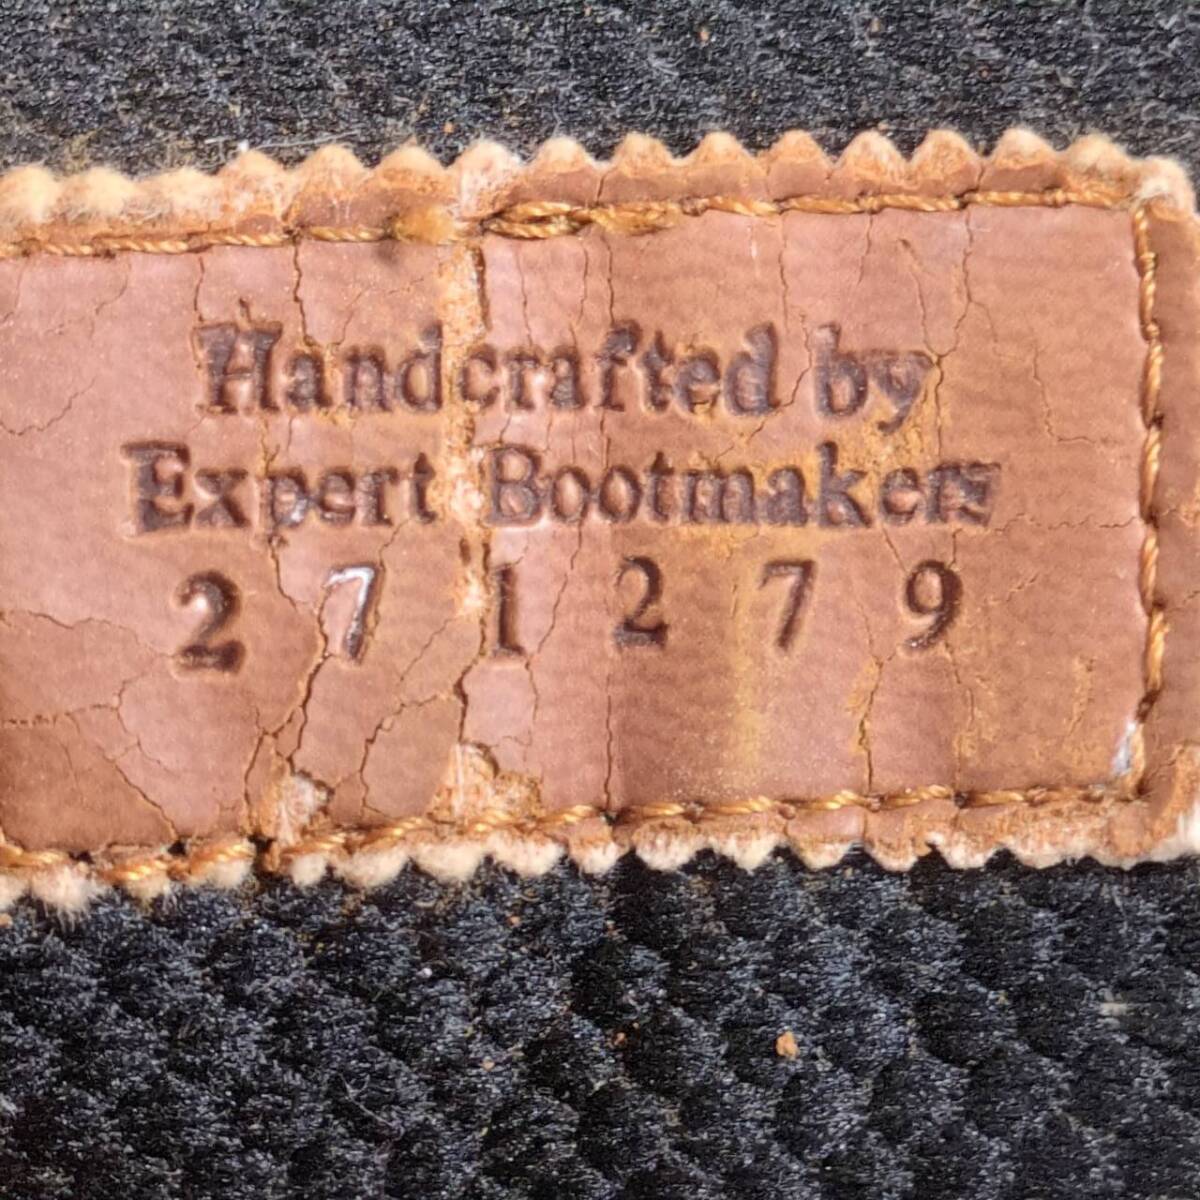 Handcrafted by
Expert Bootmakers
2 7 1 2 7 9